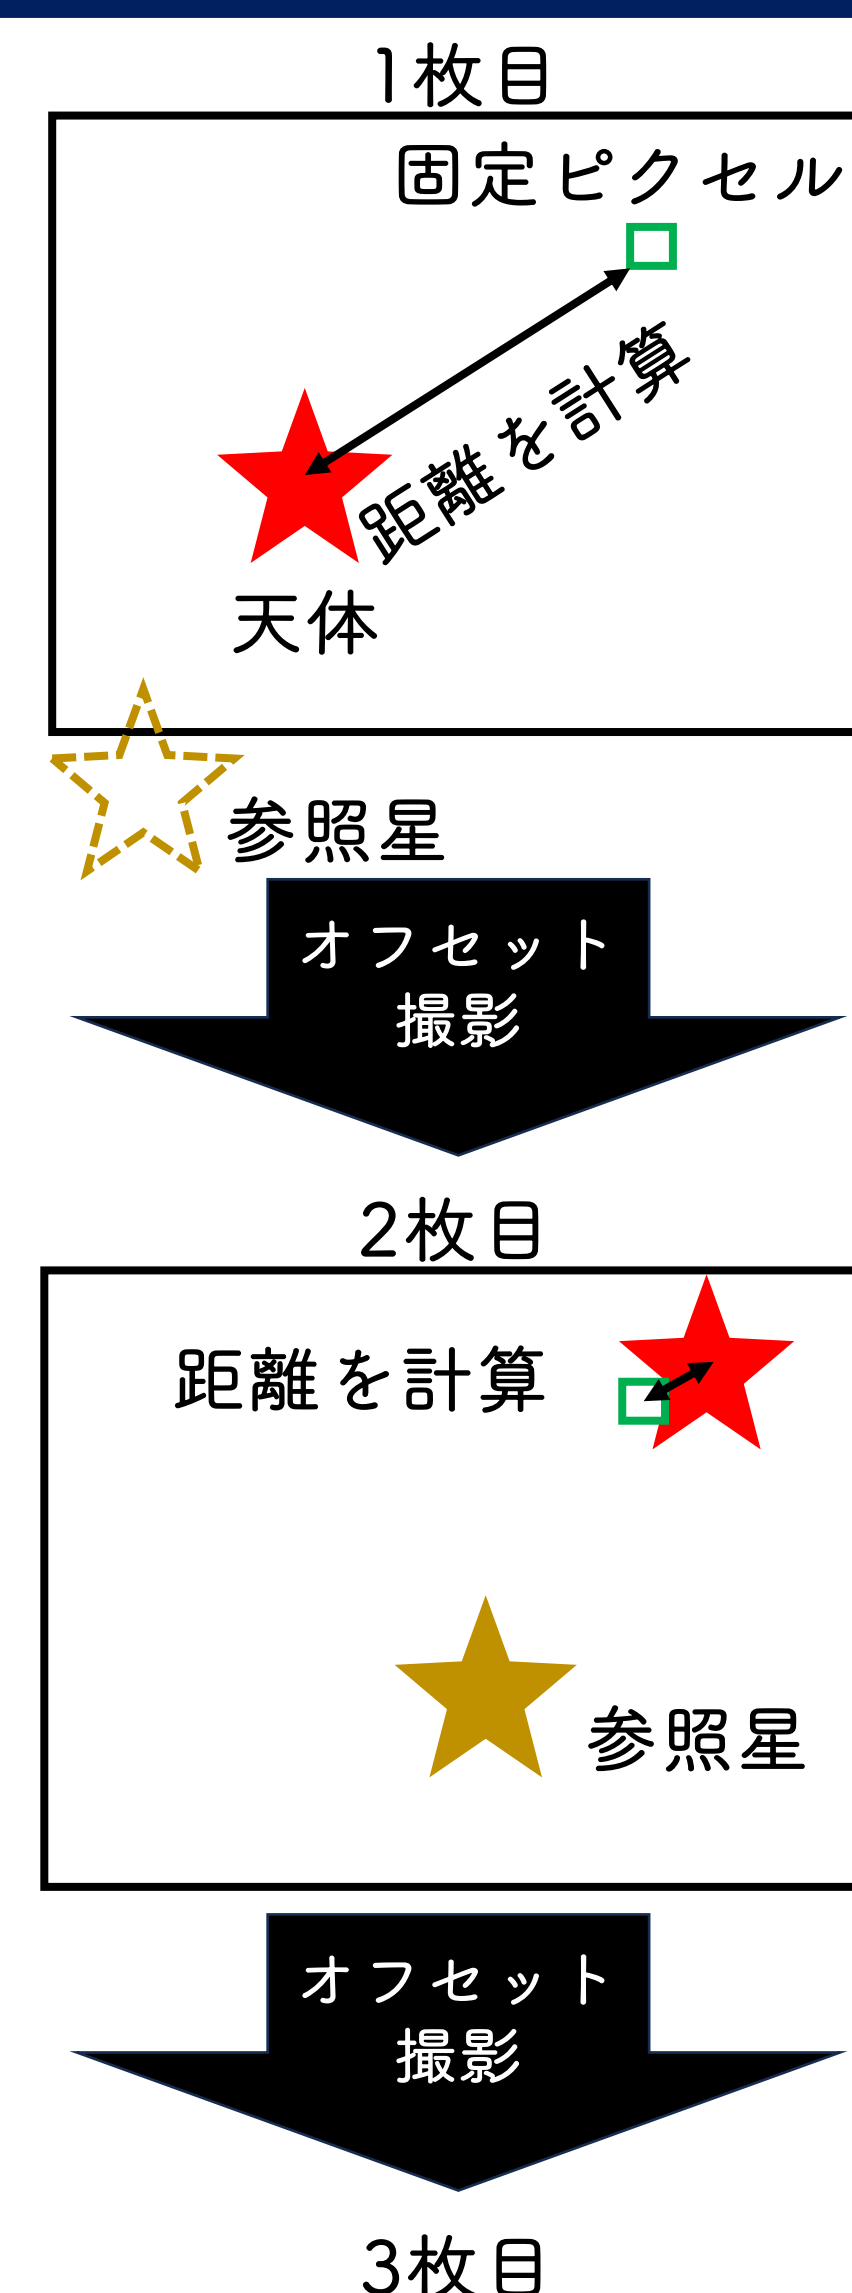 1枚目
固定ピクセル
距離を計算
天体
参照星
オフセット
撮影
2枚目
距離を計算
参照星
オフセット
撮影
3枚目